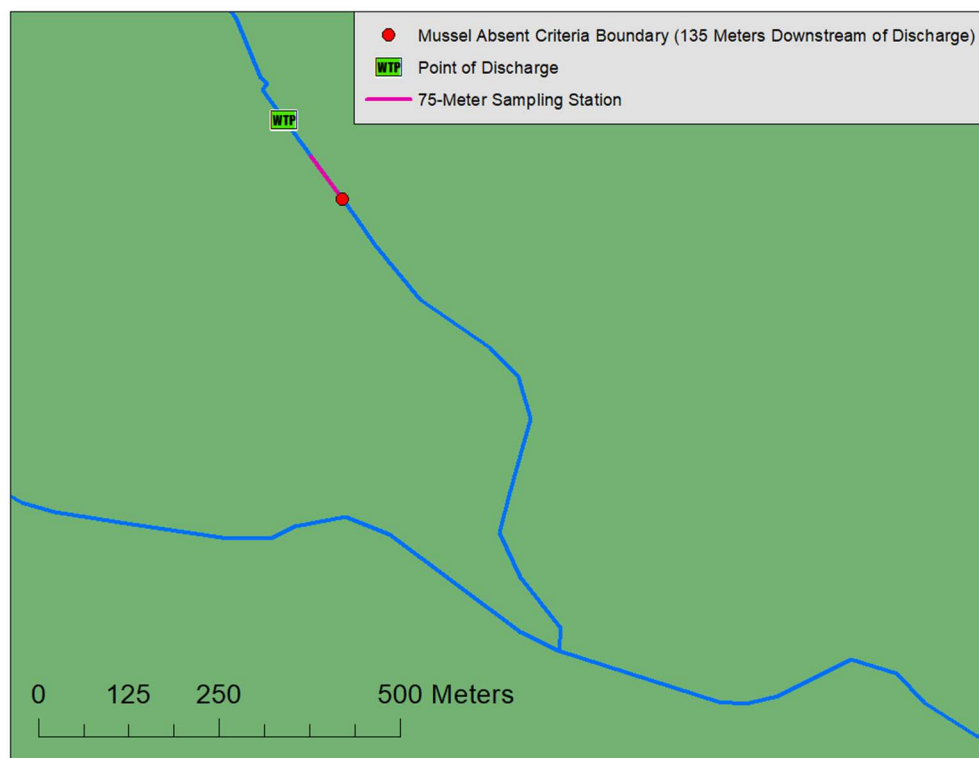 Mussel Absent Criteria Boundary (135 Meters Downstream of Discharge)
WTP Point of Discharge
75-Meter Sampling Station
WTP
0 125 250 500 Meters